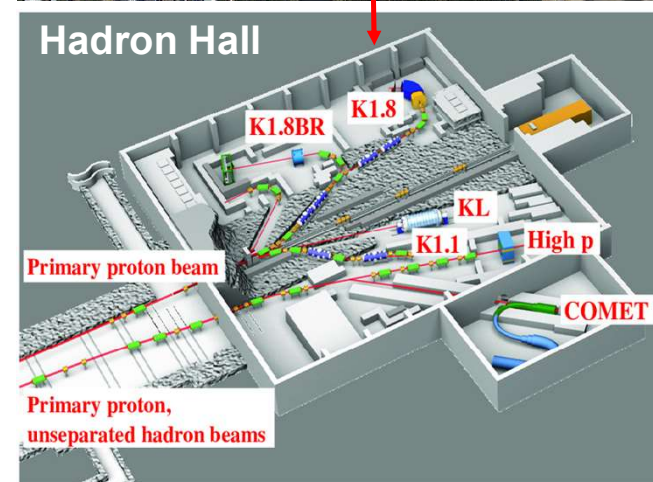 Hadron Hall
K1.8
K1.8BR
KL
K1.1
High p
Primary proton beam
COMET
Primary proton,
unseparated hadron beams